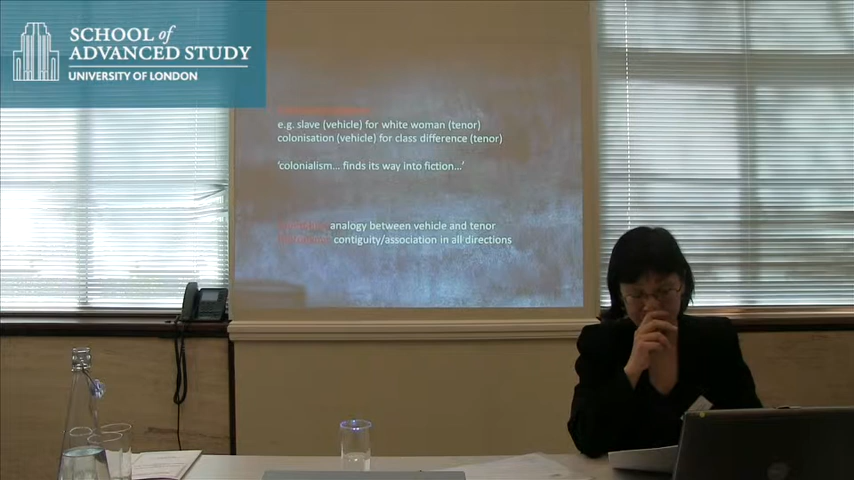 SCHOOL of
ADVANCED STUDY
UNIVERSITY OF LONDON
e.g. slave (vehicle) for white woman (tenor)
colonisation (vehicle) for class difference (tenor)
‘colonialism... finds its way into fiction...’
analogy between vehicle and tenor
contiguity/association in all directions